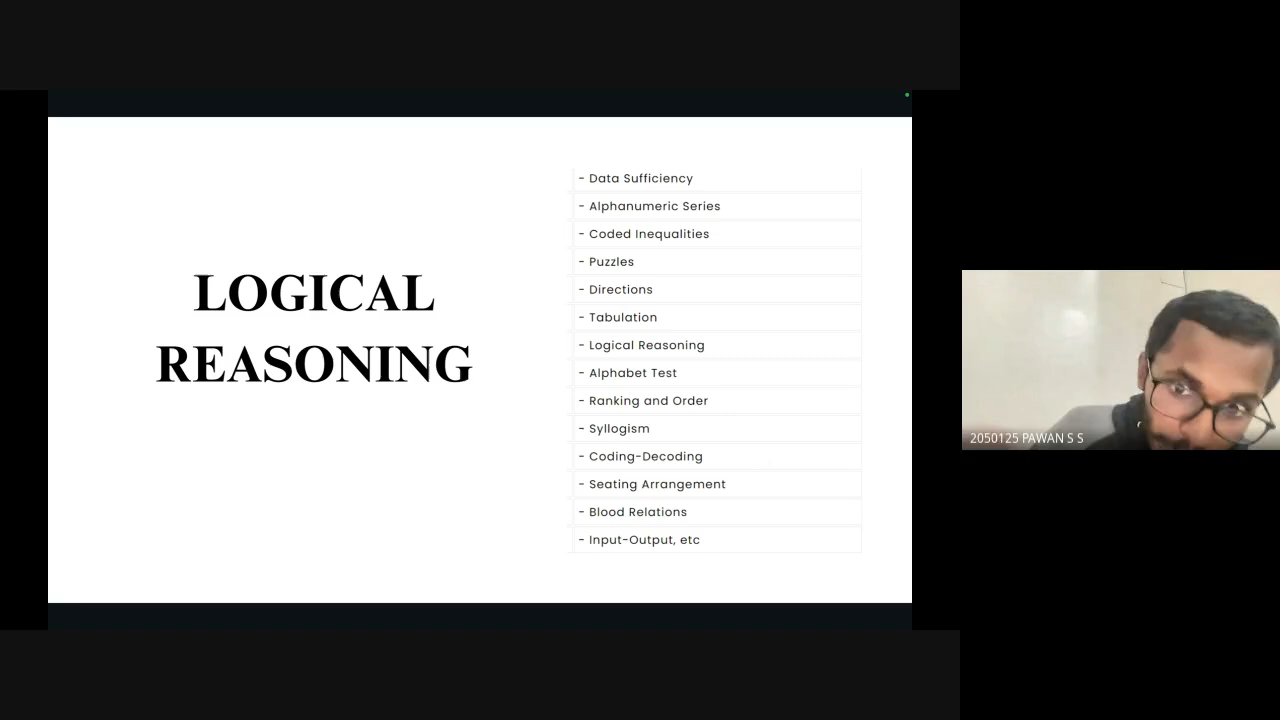 LOGICAL
REASONING
- Data Sufficiency
- Alphanumeric Series
- Coded Inequalities
- Puzzles
- Directions
- Tabulation
- Logical Reasoning
- Alphabet Test
- Ranking and Order
- Syllogism
- Coding-Decoding
- Seating Arrangement
- Blood Relations
- Input-Output, etc
2050125 PAWAN S S